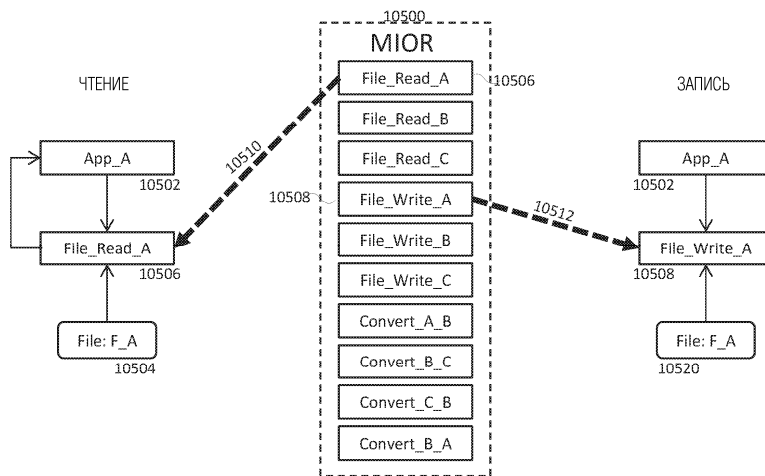 10500
MIOR
File_Read_A
10506
File_Read_B
File_Read_C
10508
File_Write_A
File_Write_B
File_Write_C
Convert_A_B
Convert_B_C
Convert_C_B
Convert_B_A
ЧТЕНИЕ
App_A
10502
File_Read_A
10506
File: F_A
10504
10510
10512
ЗАПИСЬ
App_A
10502
File_Write_A
10508
File: F_A
10520